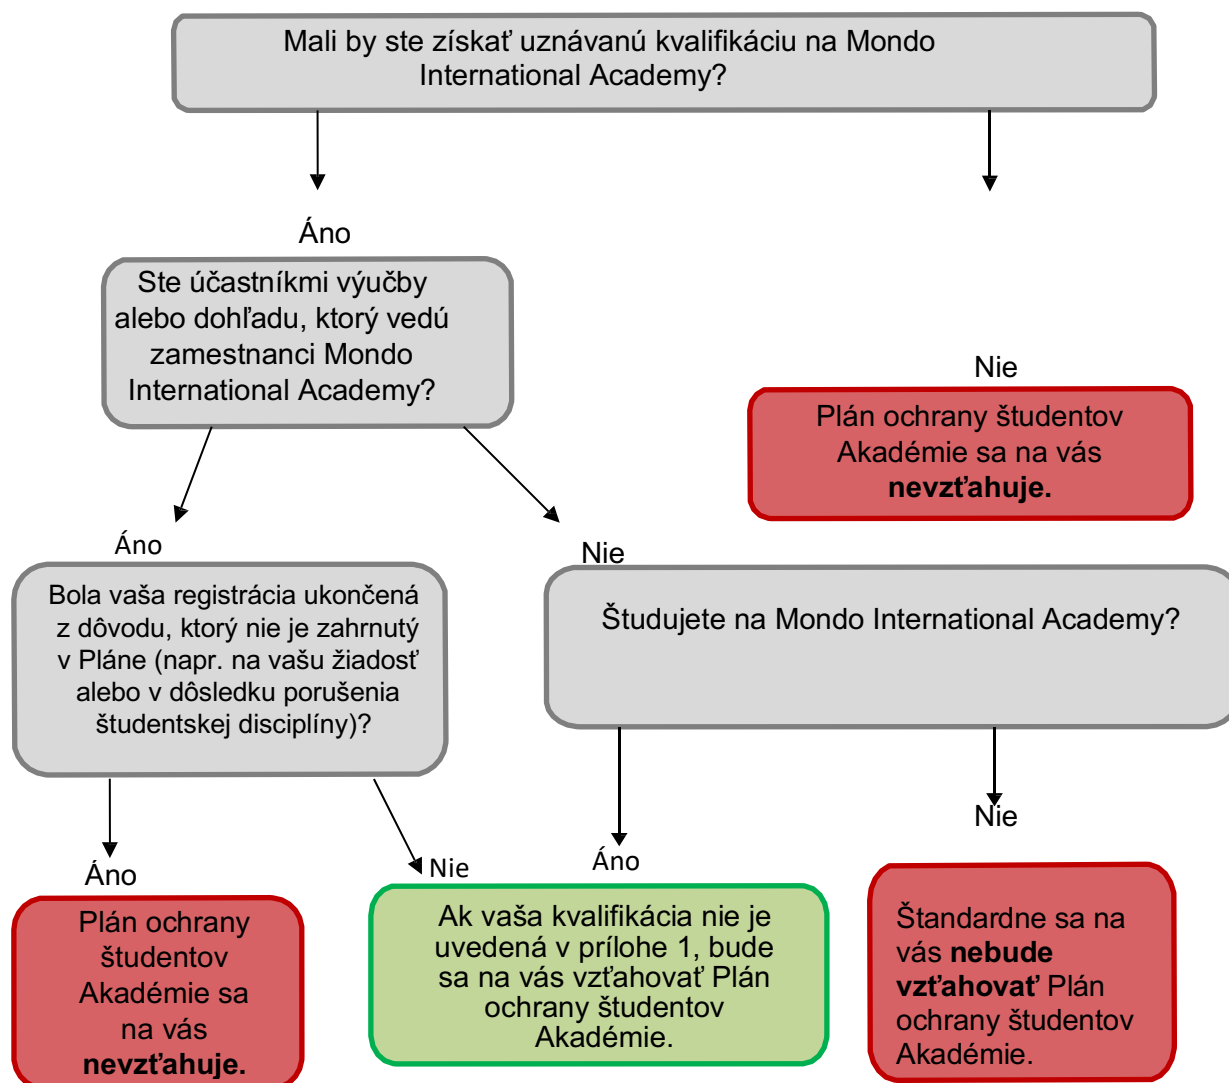 Mali by ste získať uznávanú kvalifikáciu na Mondo
International Academy?
Áno
Ste účastníkmi výučby
alebo dohľadu, ktorý vedú
zamestnanci Mondo
International Academy?
Nie
Plán ochrany študentov
Akadémie sa na vás
nevzťahuje.
Áno
Bola vaša registrácia ukončená
z dôvodu, ktorý nie je zahrnutý
v Pláne (napr. na vašu žiadosť
alebo v dôsledku porušenia
študentskej disciplíny)?
Nie
Študujete na Mondo International Academy?
Áno
Plán ochrany
študentov
Akadémie sa
na vás
nevzťahuje.
Nie
Áno
Ak vaša kvalifikácia nie je
uvedená v prílohe 1, bude
sa na vás vzťahovať Plán
ochrany študentov
Akadémie.
Nie
Štandardne sa na
vás nebude
vzťahovať Plán
ochrany študentov
Akadémie.